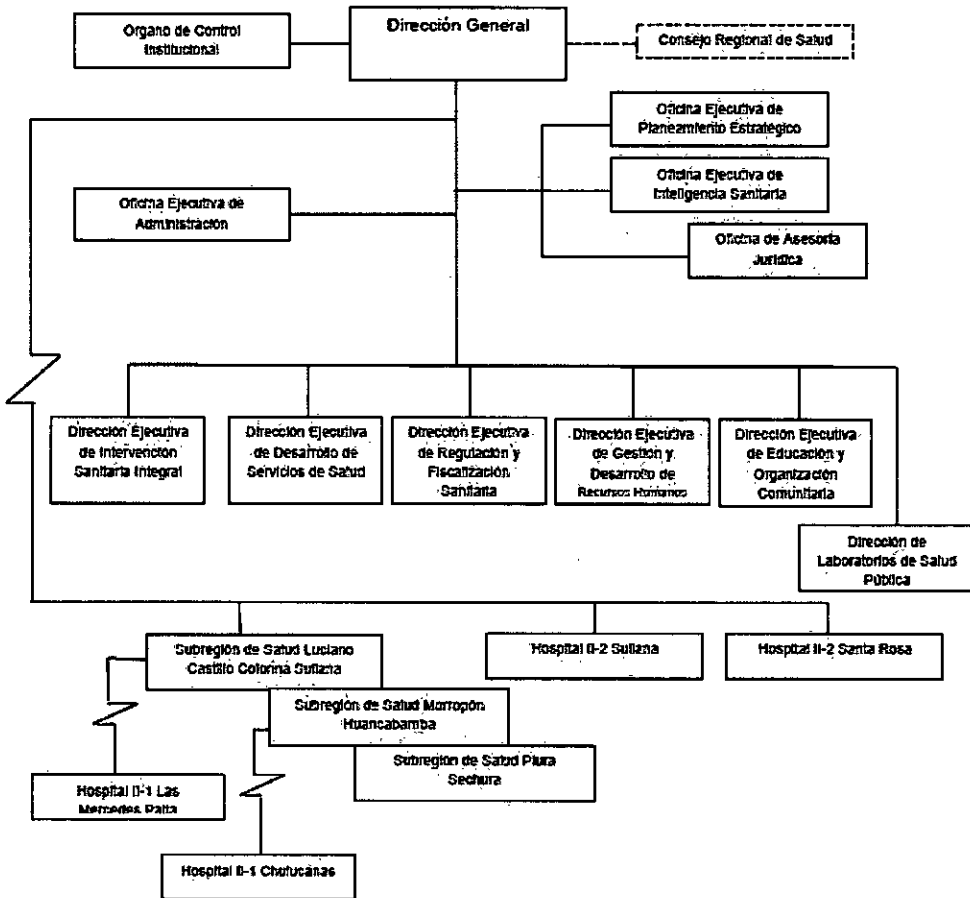 Dirección General
Organo de Control
Institucional
Consejo Regional de Salud
Oficina Ejecutiva de
Planeamiento Estratégico
Oficina Ejecutiva de
Inteligencia Sanitaria
Oficina Ejecutiva de
Administración
Oficina de Asesoría
Jurídica
Dirección Ejecutiva
de Intervención
Sanitaria Integral
Dirección Ejecutiva
de Desarrollo de
Servicios de Salud
Dirección Ejecutiva
de Regulación y
Fiscalización
Sanitaria
Dirección Ejecutiva
de Gestión y
Desarrollo de
Recursos Humanos
Dirección Ejecutiva
de Educación y
Organización
Comunitaria
Dirección de
Laboratorios de Salud
Pública
Subregión de Salud Luciano
Castillo Colonna Sullana
Hospital II-2 Sullana
Hospital II-2 Santa Rosa
Subregión de Salud Morropón
Huancabamba
Subregión de Salud Piura
Sechura
Hospital II-1 Las
Mercedes Paita
Hospital II-1 Chulucanas